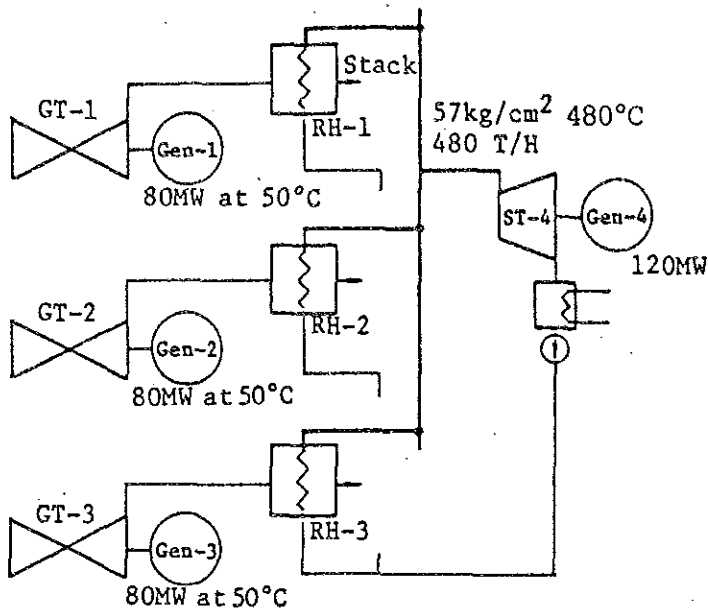 Stack
GT-1
RH-1
Gen-1
80MW at 50°C
57kg/cm² 480°C
480 T/H
ST-4
Gen-4
120MW
GT-2
RH-2
Gen-2
80MW at 50°C
GT-3
RH-3
Gen-3
80MW at 50°C